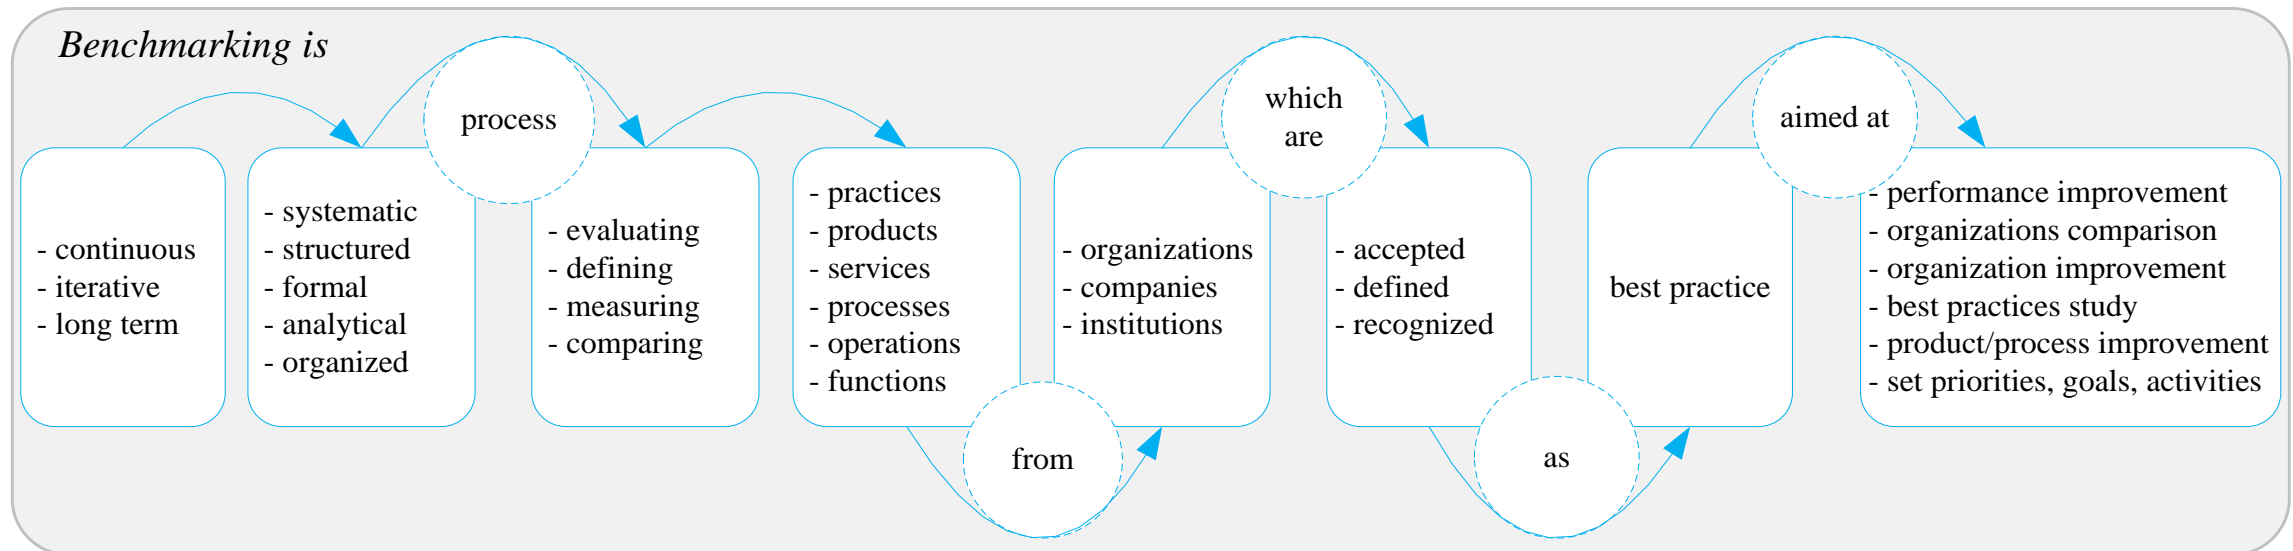 Benchmarking is
- continuous
- iterative
- long term
- systematic
- structured
- formal
- analytical
- organized
process
- evaluating
- defining
- measuring
- comparing
- practices
- products
- services
- processes
- operations
- functions
from
- organizations
- companies
- institutions
which
are
- accepted
- defined
- recognized
as
best practice
aimed at
- performance improvement
- organizations comparison
- organization improvement
- best practices study
- product/process improvement
- set priorities, goals, activities